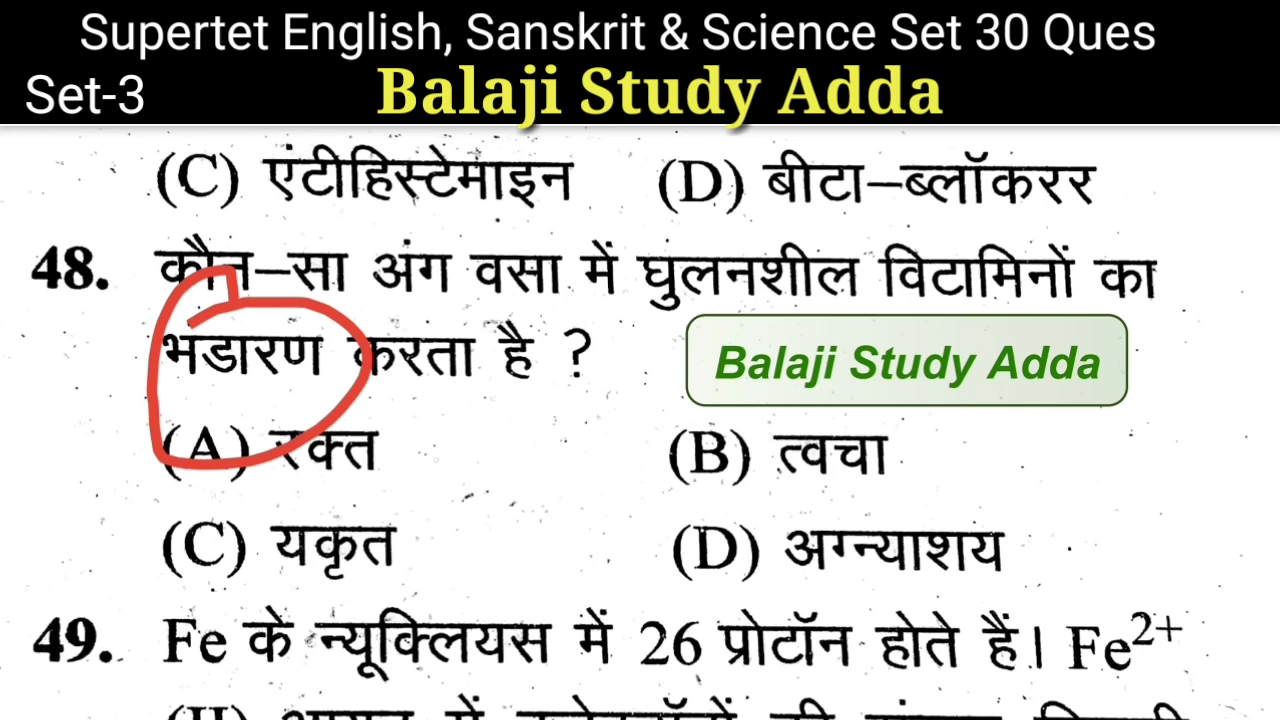 Supertet English, Sanskrit & Science Set 30 Ques
Set-3 Balaji Study Adda
(C) एंटीहिस्टेमाइन (D) बीटा–ब्लॉकरर
48. कौन–सा अंग वसा में घुलनशील विटामिनों का
भडारण करता है ? Balaji Study Adda
(A) रक्त (B) त्वचा
(C) यकृत (D) अग्न्याशय
49. Fe के न्यूक्लियस में 26 प्रोटॉन होते हैं। Fe²⁺